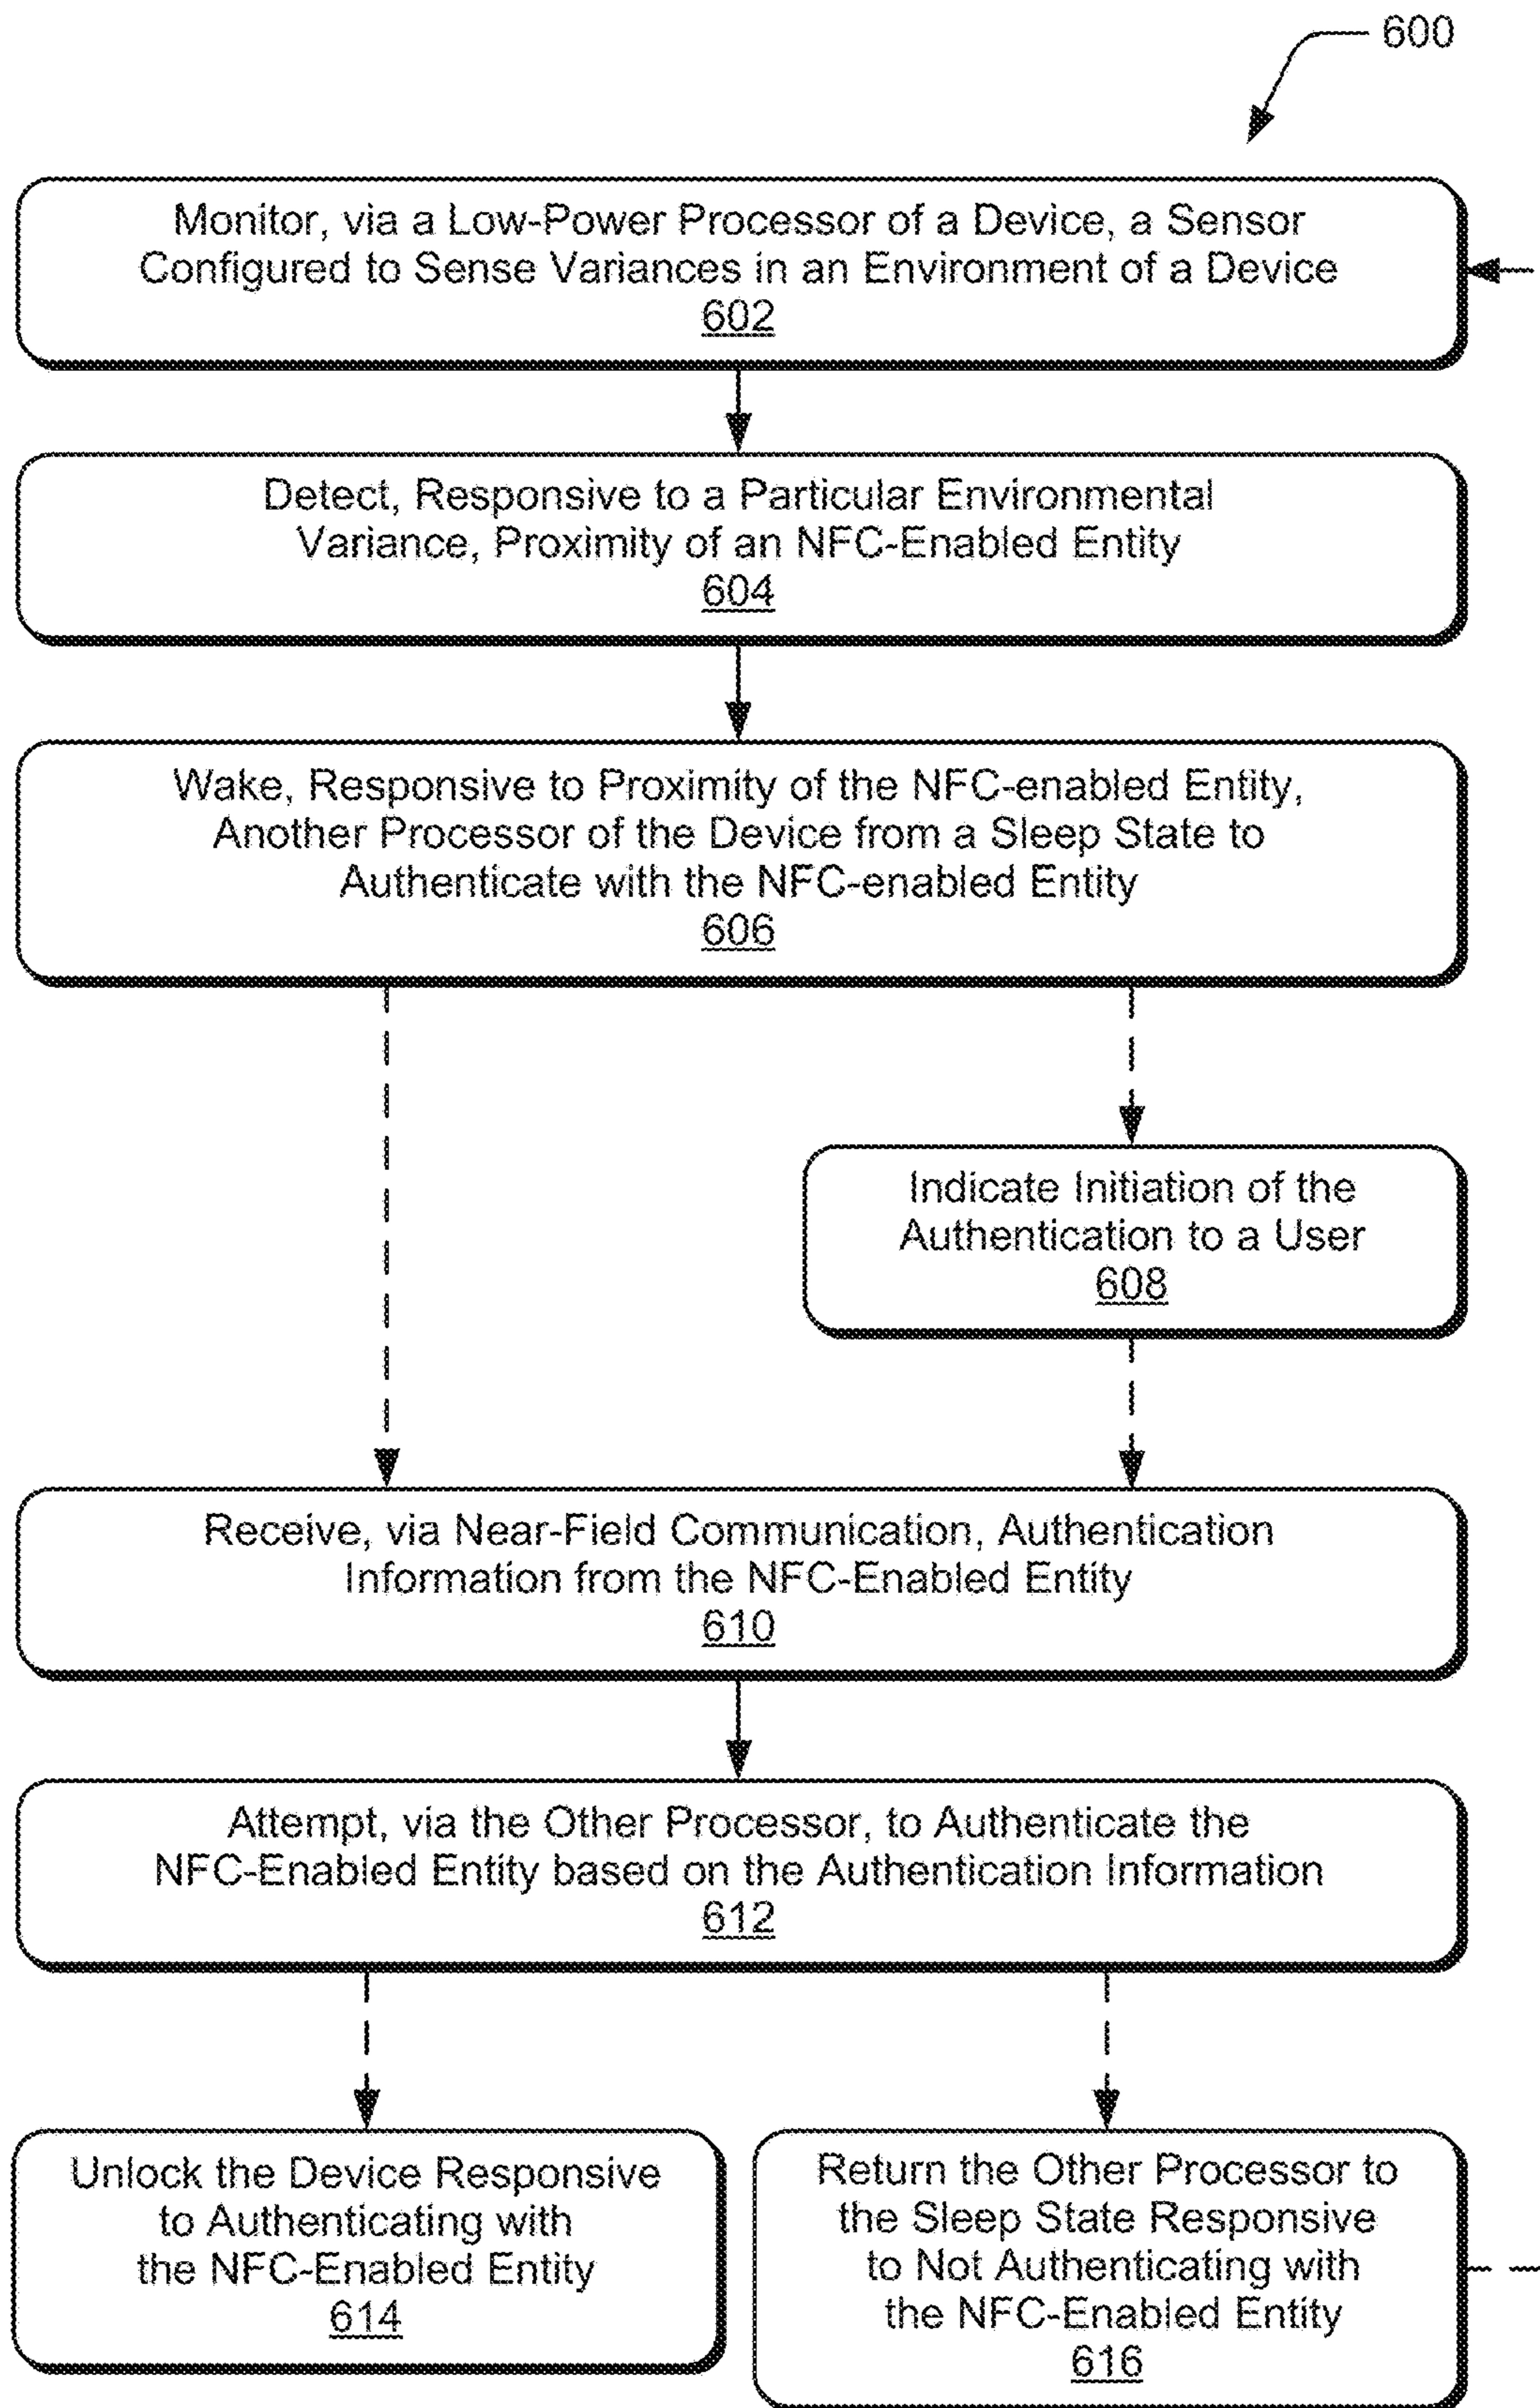 600
Monitor, via a Low-Power Processor of a Device, a Sensor
Configured to Sense Variances in an Environment of a Device
602
Detect, Responsive to a Particular Environmental
Variance, Proximity of an NFC-Enabled Entity
604
Wake, Responsive to Proximity of the NFC-enabled Entity,
Another Processor of the Device from a Sleep State to
Authenticate with the NFC-enabled Entity
606
Indicate Initiation of the
Authentication to a User
608
Receive, via Near-Field Communication, Authentication
Information from the NFC-Enabled Entity
610
Attempt, via the Other Processor, to Authenticate the
NFC-Enabled Entity based on the Authentication Information
612
Unlock the Device Responsive
to Authenticating with
the NFC-Enabled Entity
614
Return the Other Processor to
the Sleep State Responsive
to Not Authenticating with
the NFC-Enabled Entity
616